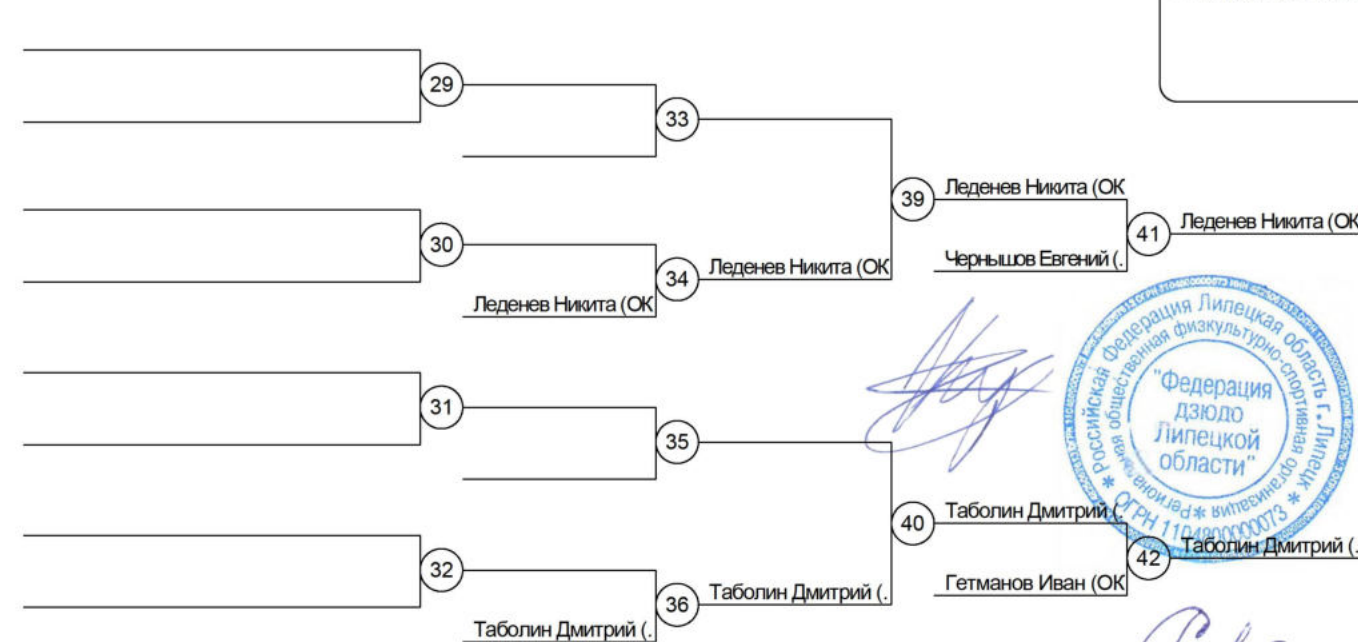 29
33
39
Леденев Никита (ОК
41
Леденев Никита (ОК
Чернышов Евгений (.
30
34
Леденев Никита (ОК
Леденев Никита (ОК
31
35
Российская Федерация Липецкая область г. Липецк
Региональная общественная физкультурно-спортивная организация
"Федерация
дзюдо
Липецкой
области"
ОГРН 1104800000073
40
Таболин Дмитрий (.
42
Таболин Дмитрий (.
Гетманов Иван (ОК
32
36
Таболин Дмитрий (.
Таболин Дмитрий (.